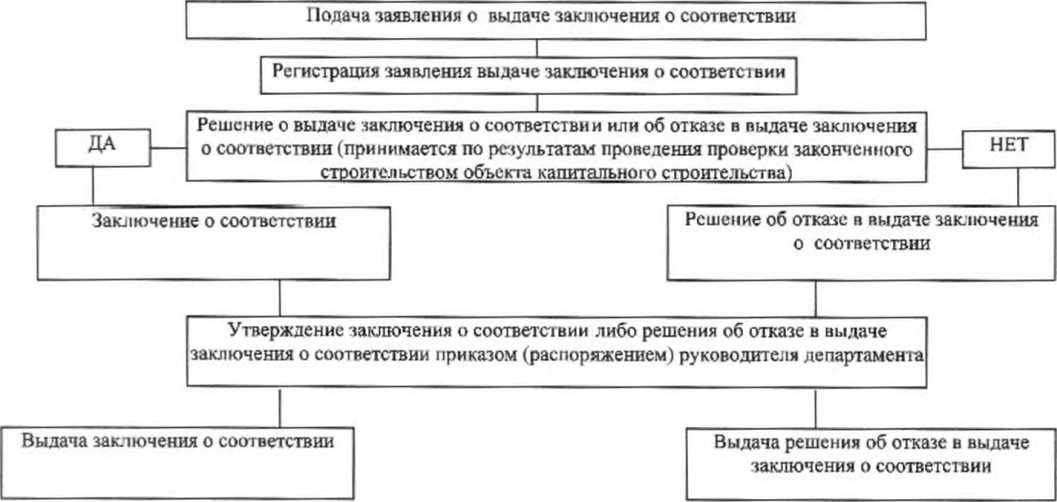 Подача заявления о выдаче заключения о соответствии
Регистрация заявления выдаче заключения о соответствии
Решение о выдаче заключения о соответствии или об отказе в выдаче заключения
о соответствии (принимается по результатам проведения проверки законченного
строительством объекта капитального строительства)
ДА
НЕТ
Заключение о соответствии
Решение об отказе в выдаче заключения
о соответствии
Утверждение заключения о соответствии либо решения об отказе в выдаче
заключения о соответствии приказом (распоряжением) руководителя департамента
Выдача заключения о соответствии
Выдача решения об отказе в выдаче
заключения о соответствии